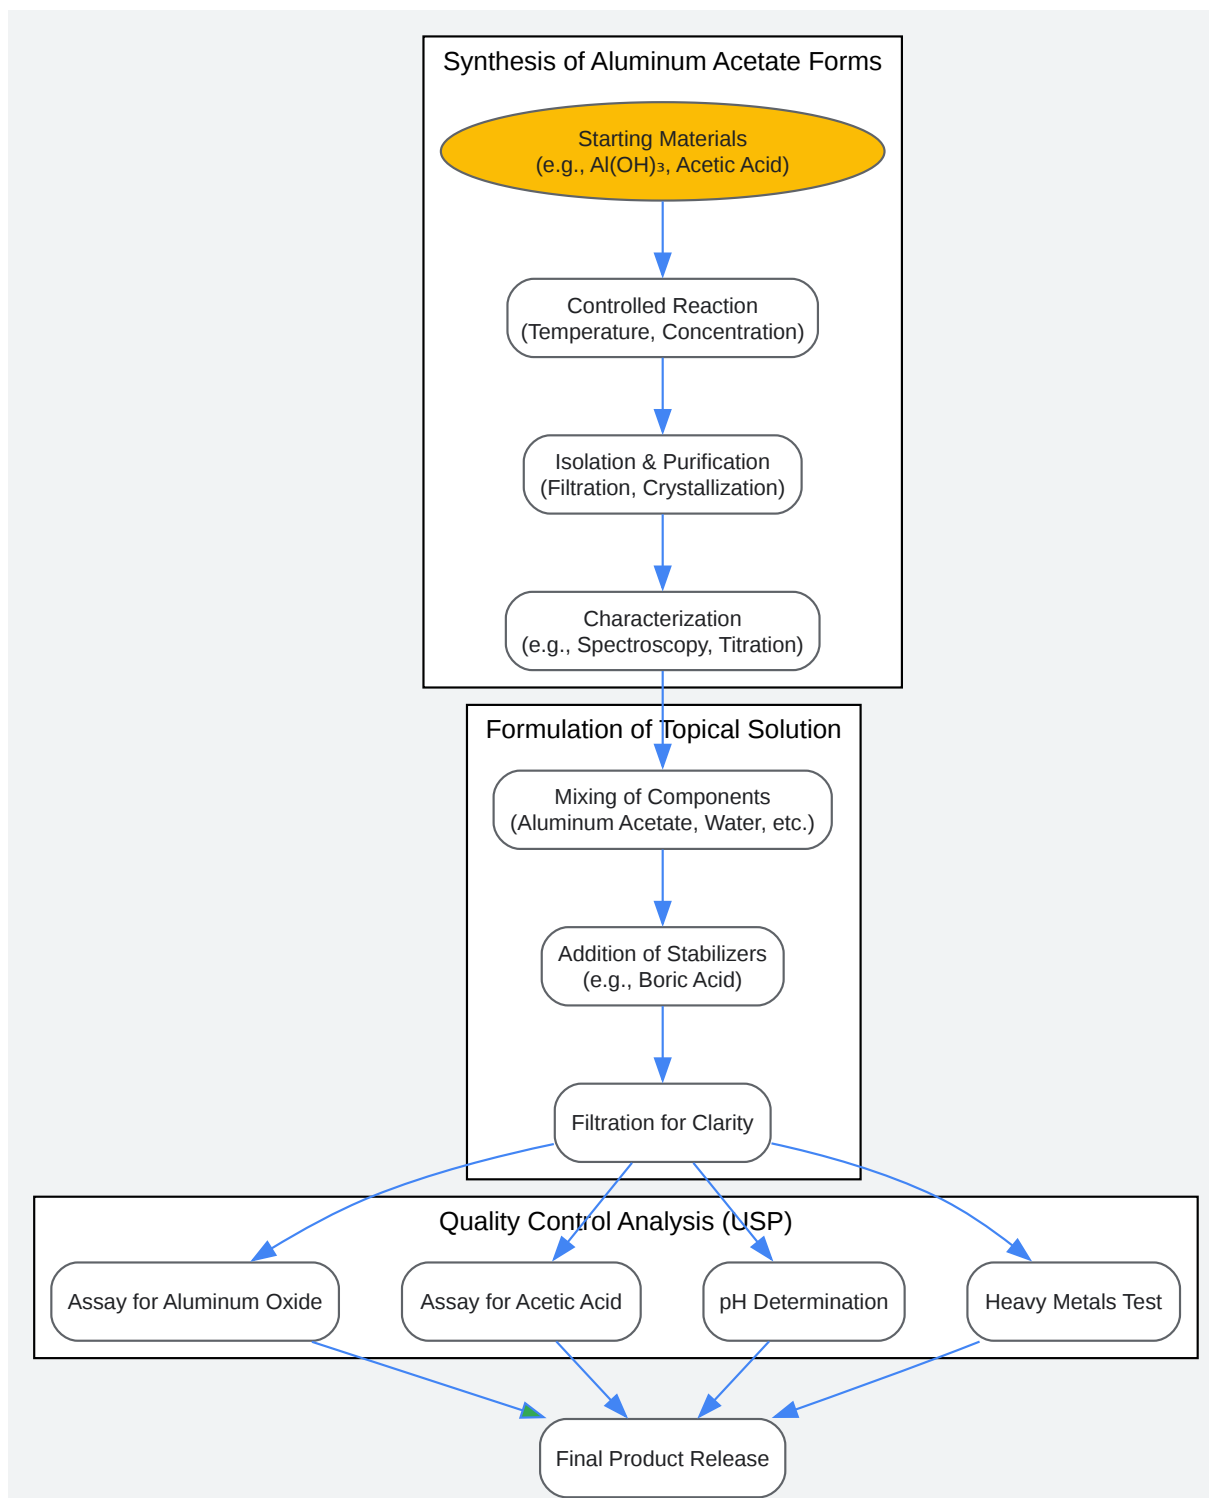 Synthesis of Aluminum Acetate Forms
Starting Materials
(e.g., Al(OH)₃, Acetic Acid)
Controlled Reaction
(Temperature, Concentration)
Isolation & Purification
(Filtration, Crystallization)
Characterization
(e.g., Spectroscopy, Titration)
Formulation of Topical Solution
Mixing of Components
(Aluminum Acetate, Water, etc.)
Addition of Stabilizers
(e.g., Boric Acid)
Filtration for Clarity
Quality Control Analysis (USP)
Assay for Aluminum Oxide
Assay for Acetic Acid
pH Determination
Heavy Metals Test
Final Product Release